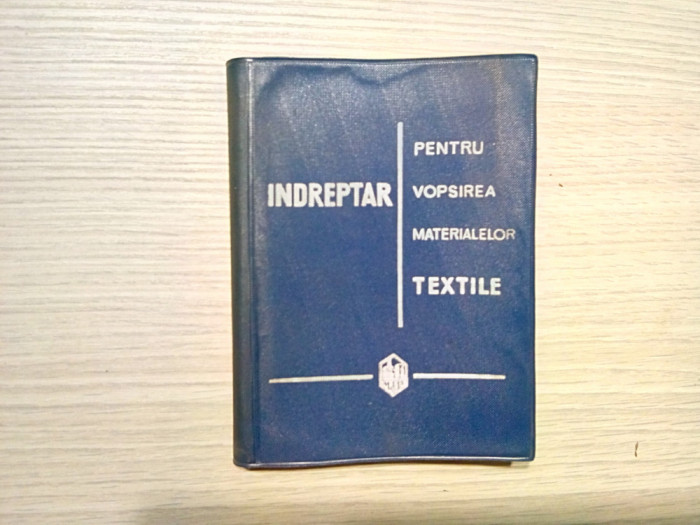 INDREPTAR
PENTRU
VOPSIREA
MATERIALELOR
TEXTILE